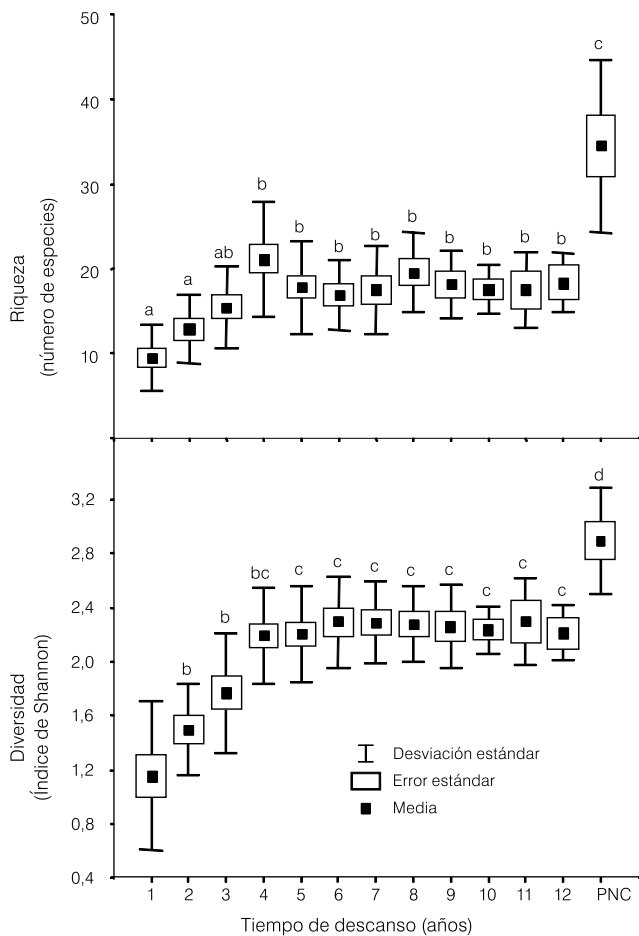 50
40
30
20
10
Riqueza
(número de especies)
a
a
ab
b
b
b
b
b
b
b
b
b
c
3,2
2,8
2,4
2,0
1,6
1,2
0,8
0,4
Diversidad
(Índice de Shannon)
b
b
bc
c
c
c
c
c
c
c
c
d
Desviación estándar
Error estándar
Media
1 2 3 4 5 6 7 8 9 10 11 12 PNC
Tiempo de descanso (años)